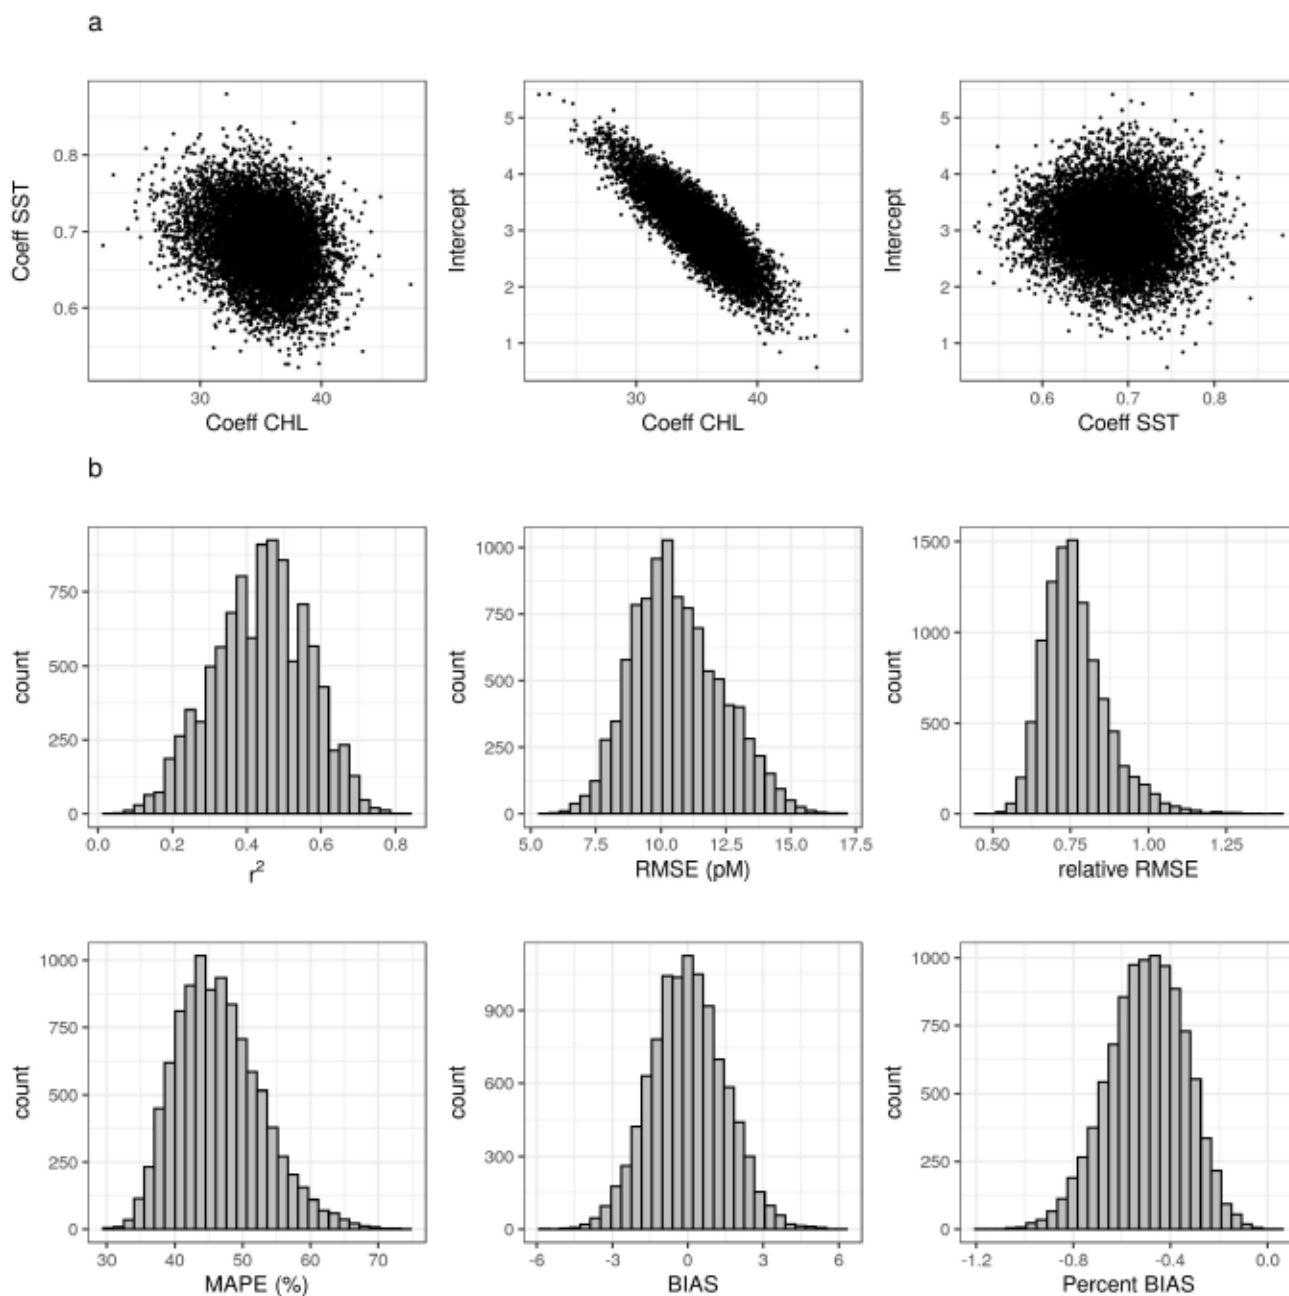 a
Coeff SST
0.8
0.7
0.6
30 40
Coeff CHL
Intercept
5
4
3
2
1
30 40
Coeff CHL
Intercept
5
4
3
2
1
0.6 0.7 0.8
Coeff SST
b
count
750
500
250
0
0.0 0.2 0.4 0.6 0.8
r²
count
1000
750
500
250
0
5.0 7.5 10.0 12.5 15.0 17.5
RMSE (pM)
count
1500
1000
500
0
0.50 0.75 1.00 1.25
relative RMSE
count
1000
750
500
250
0
30 40 50 60 70
MAPE (%)
count
900
600
300
0
-6 -3 0 3 6
BIAS
count
1000
750
500
250
0
-1.2 -0.8 -0.4 0.0
Percent BIAS